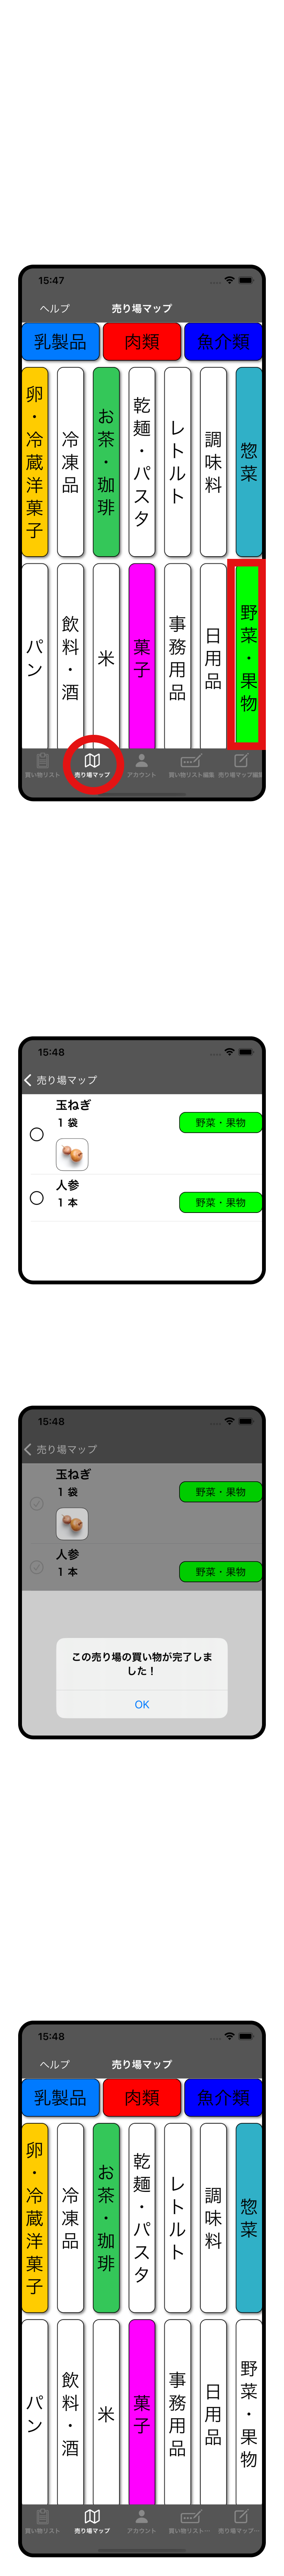 15:47
ヘルプ 売り場マップ
乳製品 肉類 魚介類
卵・冷蔵洋菓子
冷凍品
お茶・珈琲
乾麺・パスタ
レトルト
調味料
惣菜
パン
飲料・酒
米
菓子
事務用品
日用品
野菜・果物
買い物リスト 売り場マップ アカウント 買い物リスト編集 売り場マップ編集
15:48
売り場マップ
玉ねぎ
1 袋
野菜・果物
人参
1 本
野菜・果物
15:48
売り場マップ
玉ねぎ
1 袋
野菜・果物
人参
1 本
野菜・果物
この売り場の買い物が完了しま
した！
OK
15:48
ヘルプ 売り場マップ
乳製品 肉類 魚介類
卵・冷蔵洋菓子
冷凍品
お茶・珈琲
乾麺・パスタ
レトルト
調味料
惣菜
パン
飲料・酒
米
菓子
事務用品
日用品
野菜・果物
買い物リスト 売り場マップ アカウント 買い物リスト… 売り場マップ…